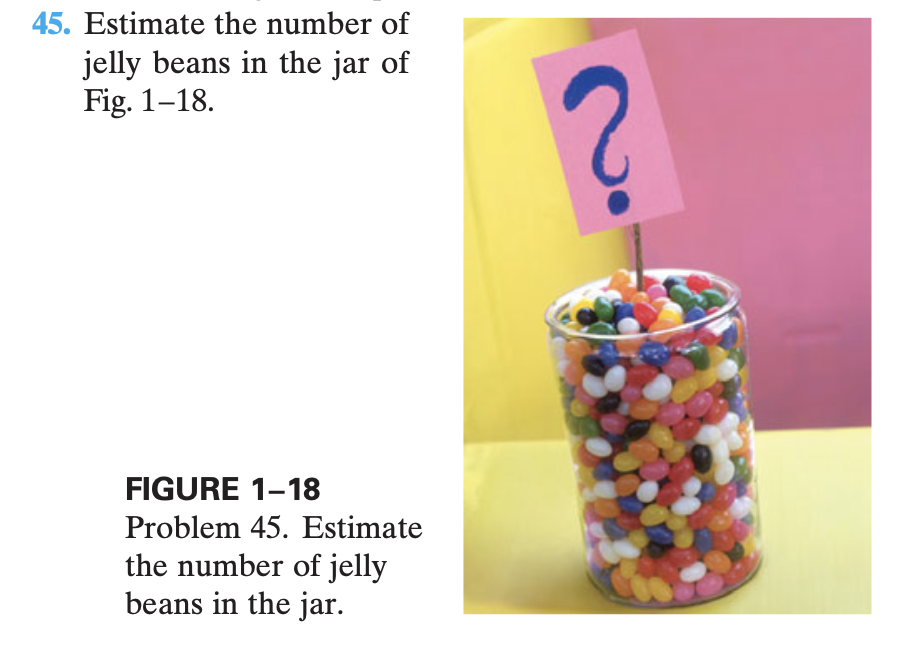 45. Estimate the number of
jelly beans in the jar of
Fig. 1–18.
?
FIGURE 1–18
Problem 45. Estimate
the number of jelly
beans in the jar.